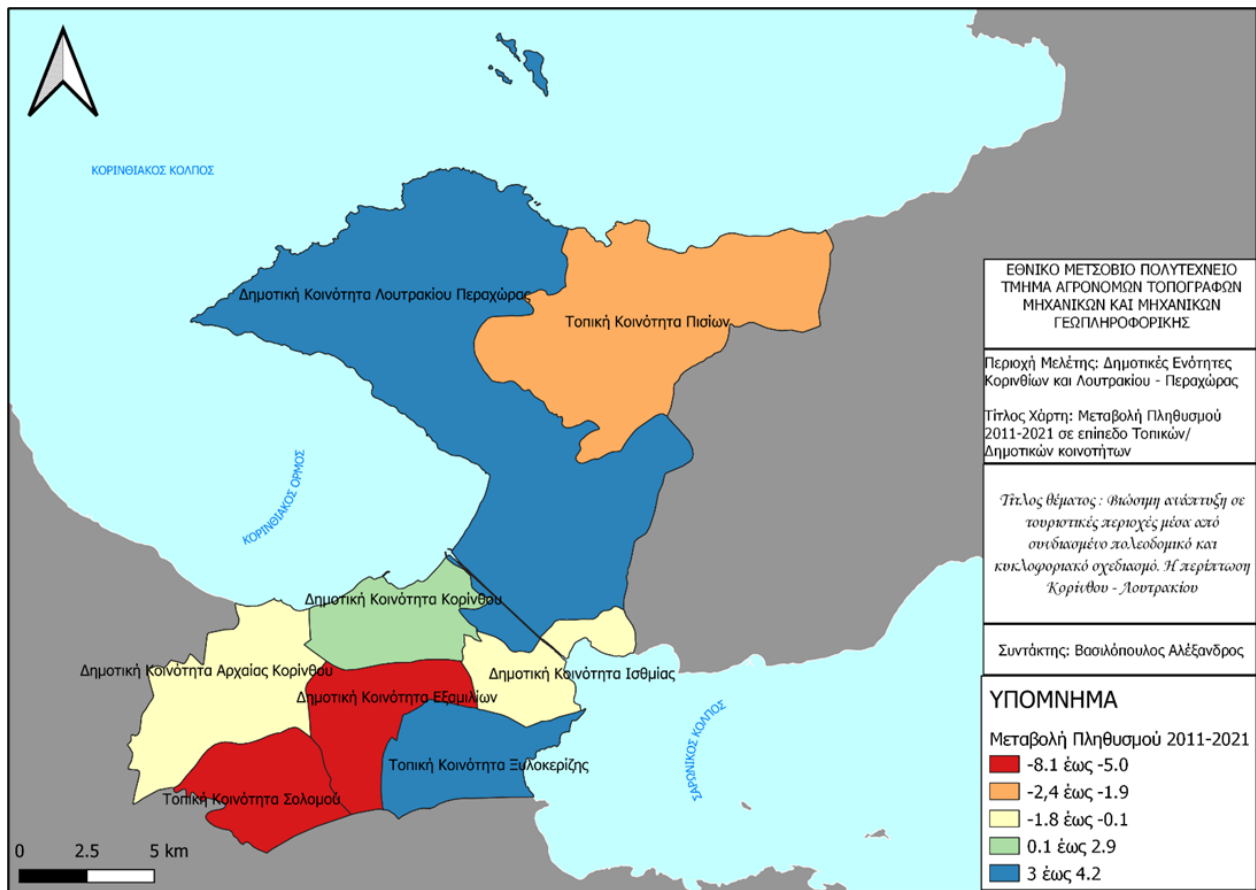 ΚΟΡΙΝΘΙΑΚΟΣ ΚΟΛΠΟΣ
Δημοτική Κοινότητα Λουτρακίου Περαχώρας
Τοπική Κοινότητα Πισίων
ΚΟΡΙΝΘΙΑΚΟΣ ΟΡΜΟΣ
Δημοτική Κοινότητα Κορίνθου
Δημοτική Κοινότητα Αρχαίας Κορίνθου
Δημοτική Κοινότητα Ισθμίας
Δημοτική Κοινότητα Εξαμιλίων
Τοπική Κοινότητα Ξυλοκερίζης
Τοπική Κοινότητα Σολομού
ΣΑΡΩΝΙΚΟΣ ΚΟΛΠΟΣ
0 2.5 5 km
ΕΘΝΙΚΟ ΜΕΤΣΟΒΙΟ ΠΟΛΥΤΕΧΝΕΙΟ
ΤΜΗΜΑ ΑΓΡΟΝΟΜΩΝ ΤΟΠΟΓΡΑΦΩΝ
ΜΗΧΑΝΙΚΩΝ ΚΑΙ ΜΗΧΑΝΙΚΩΝ
ΓΕΩΠΛΗΡΟΦΟΡΙΚΗΣ
Περιοχή Μελέτης: Δημοτικές Ενότητες
Κορινθίων και Λουτρακίου - Περαχώρας
Τίτλος Χάρτη: Μεταβολή Πληθυσμού
2011-2021 σε επίπεδο Τοπικών/
Δημοτικών κοινοτήτων
Τίτλος θέματος : Βιώσιμη ανάπτυξη σε
τουριστικές περιοχές μέσα από
συνδιασμένο πολεοδομικό και
κυκλοφοριακό σχεδιασμό. Η περίπτωση
Κορίνθου - Λουτρακίου
Συντάκτης: Βασιλόπουλος Αλέξανδρος
ΥΠΟΜΝΗΜΑ
Μεταβολή Πληθυσμού 2011-2021
-8.1 έως -5.0
-2,4 έως -1.9
-1.8 έως -0.1
0.1 έως 2.9
3 έως 4.2